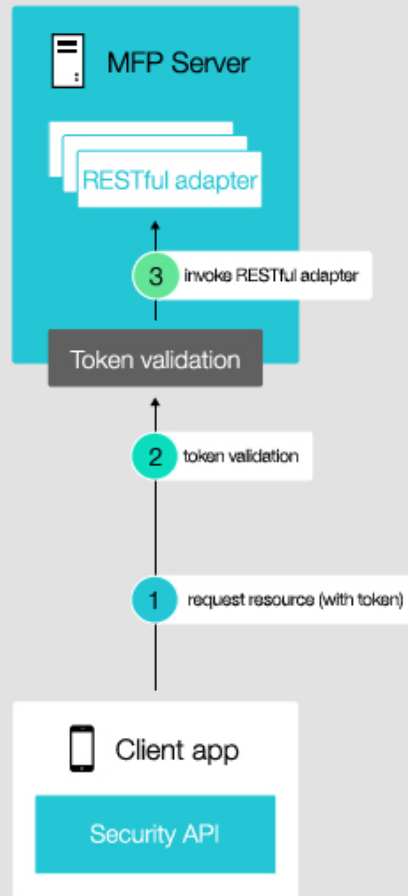 MFP Server
RESTful adapter
3 invoke RESTful adapter
Token validation
2 token validation
1 request resource (with token)
Client app
Security API